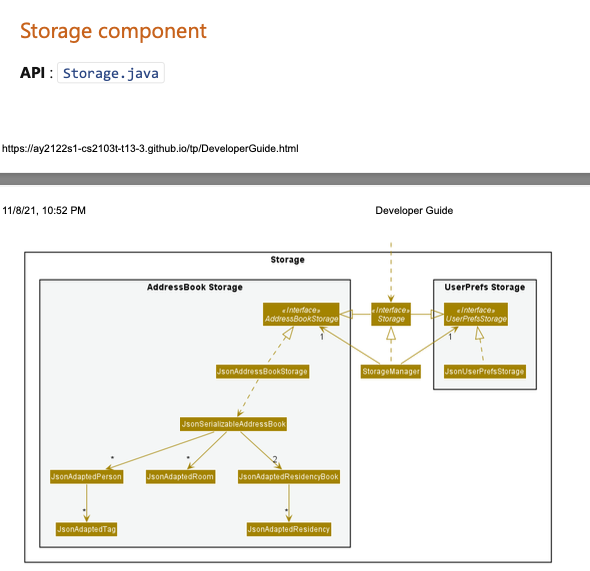 Storage component
API : Storage.java
https://ay2122s1-cs2103t-t13-3.github.io/tp/DeveloperGuide.html
11/8/21, 10:52 PM Developer Guide
Storage
AddressBook Storage UserPrefs Storage
«Interface» «Interface» «Interface»
AddressBookStorage Storage UserPrefsStorage
1 1
JsonAddressBookStorage StorageManager JsonUserPrefsStorage
JsonSerializableAddressBook
* * 2
JsonAdaptedPerson JsonAdaptedRoom JsonAdaptedResidencyBook
* *
JsonAdaptedTag JsonAdaptedResidency